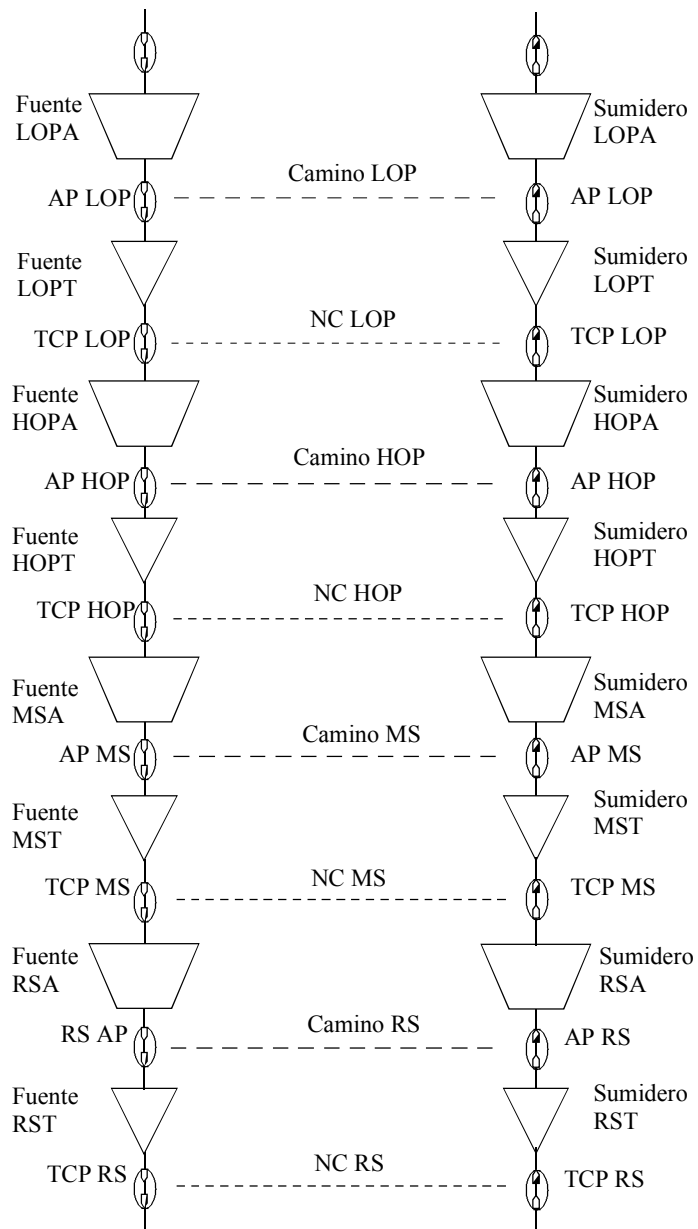 Fuente
LOPA
Sumidero
LOPA
Camino LOP
AP LOP
AP LOP
Fuente
LOPT
Sumidero
LOPT
NC LOP
TCP LOP
TCP LOP
Fuente
HOPA
Sumidero
HOPA
Camino HOP
AP HOP
AP HOP
Fuente
HOPT
Sumidero
HOPT
NC HOP
TCP HOP
TCP HOP
Fuente
MSA
Sumidero
MSA
Camino MS
AP MS
AP MS
Fuente
MST
Sumidero
MST
NC MS
TCP MS
TCP MS
Fuente
RSA
Sumidero
RSA
Camino RS
RS AP
AP RS
Fuente
RST
Sumidero
RST
NC RS
TCP RS
TCP RS